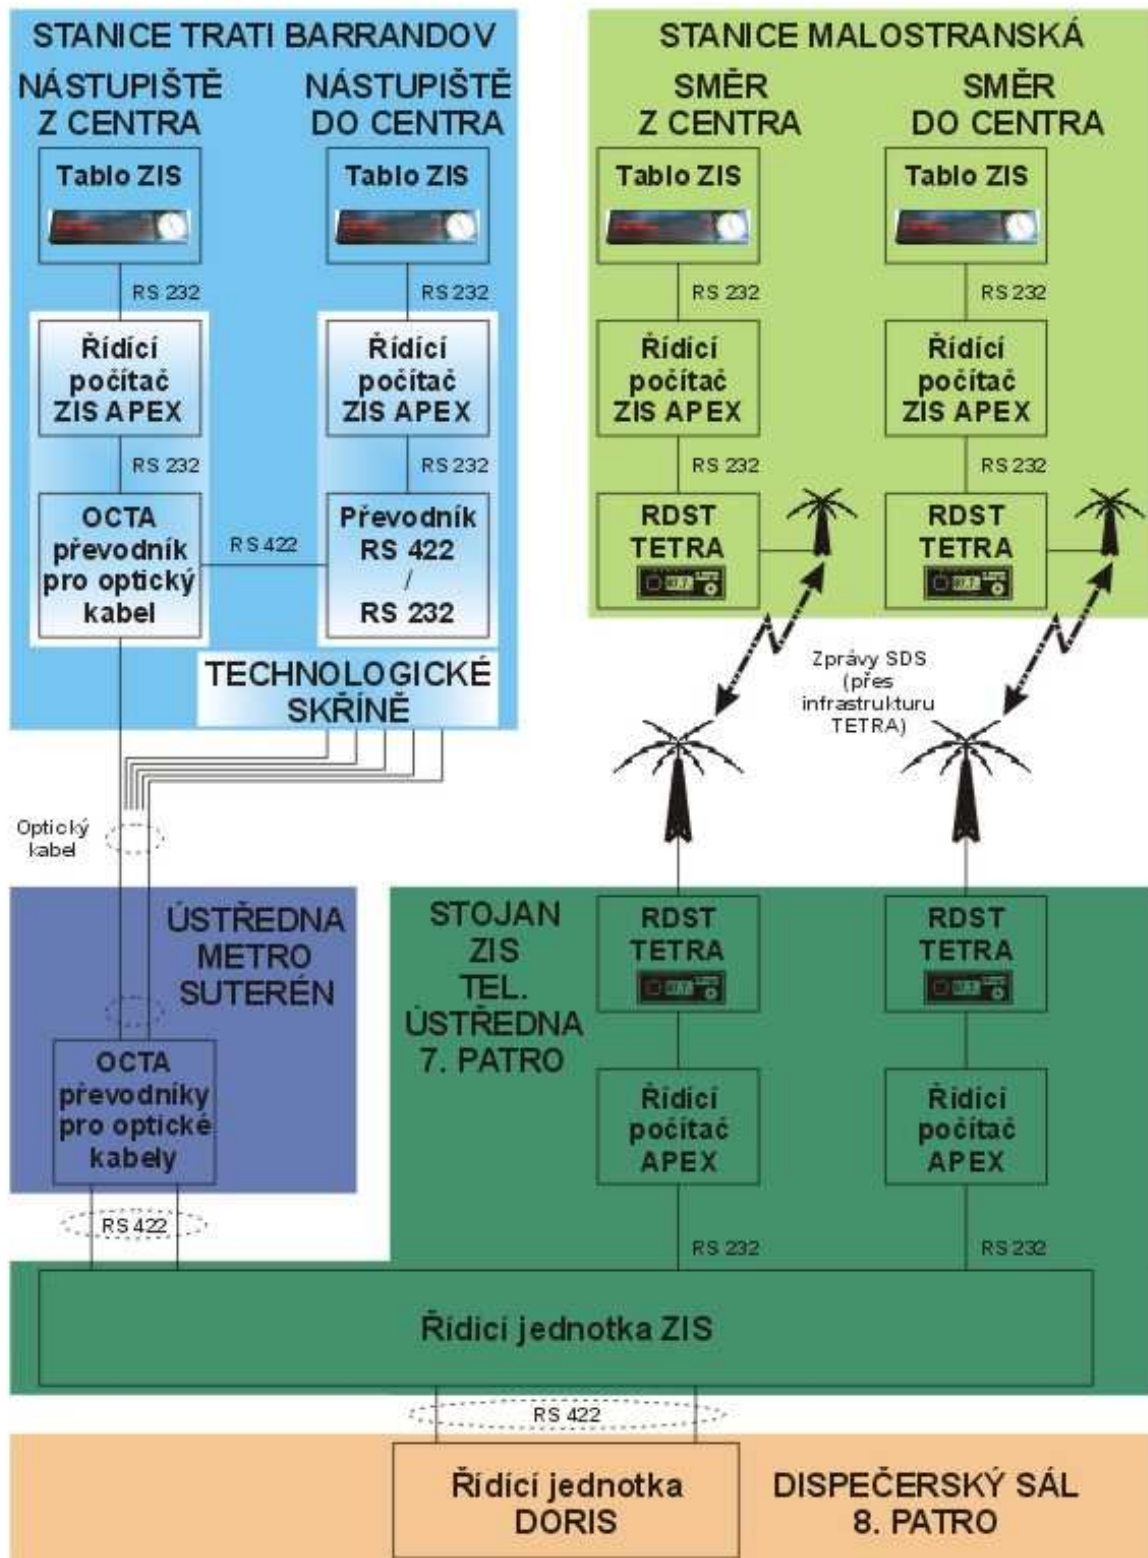 STANICE TRATI BARRANDOV
NÁSTUPIŠTĚ
Z CENTRA
NÁSTUPIŠTĚ
DO CENTRA
Tablo ZIS
Tablo ZIS
RS 232
RS 232
Řídící
počítač
ZIS APEX
Řídící
počítač
ZIS APEX
RS 232
RS 232
OCTA
převodník
pro optický
kabel
RS 422
Převodník
RS 422
/
RS 232
TECHNOLOGICKÉ
SKŘÍNĚ
STANICE MALOSTRANSKÁ
SMĚR
Z CENTRA
SMĚR
DO CENTRA
Tablo ZIS
Tablo ZIS
RS 232
RS 232
Řídící
počítač
ZIS APEX
Řídící
počítač
ZIS APEX
RS 232
RS 232
RDST
TETRA
RDST
TETRA
Zprávy SDS
(přes
infrastrukturu
TETRA)
Optický
kabel
ÚSTŘEDNA
METRO
SUTERÉN
OCTA
převodníky
pro optické
kabely
RS 422
STOJAN
ZIS
TEL.
ÚSTŘEDNA
7. PATRO
RDST
TETRA
RDST
TETRA
Řídící
počítač
APEX
Řídící
počítač
APEX
RS 232
RS 232
Řídící jednotka ZIS
RS 422
Řídící jednotka
DORIS
DISPEČERSKÝ SÁL
8. PATRO